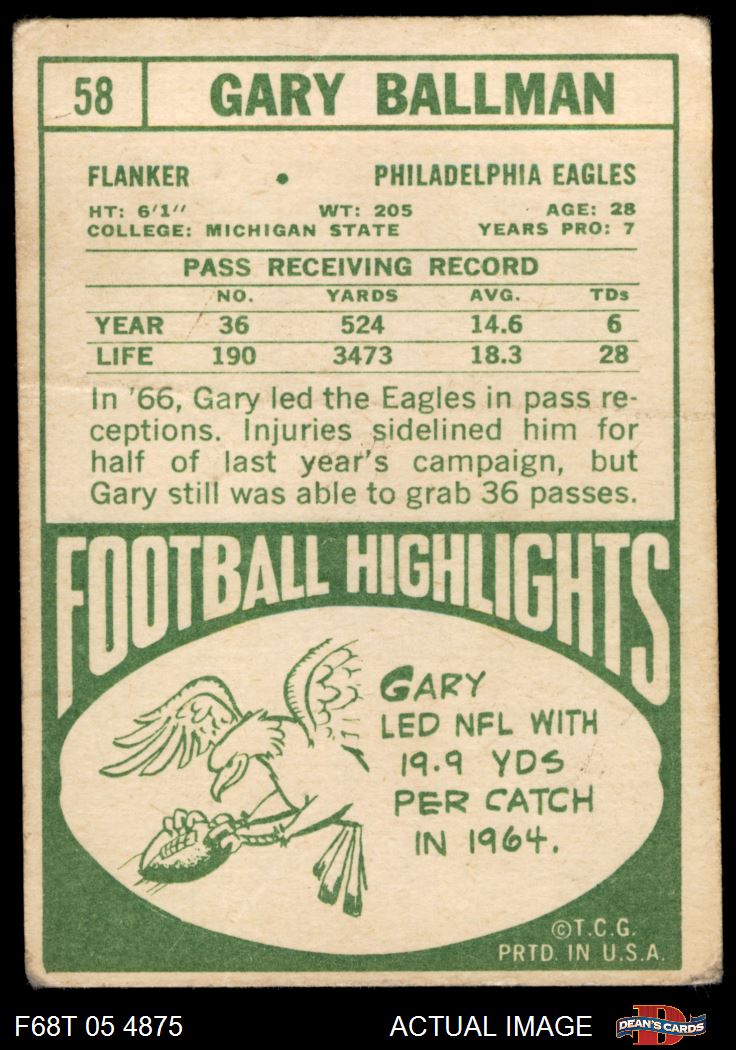 58 GARY BALLMAN
FLANKER • PHILADELPHIA EAGLES
HT: 6'1" WT: 205 AGE: 28
COLLEGE: MICHIGAN STATE YEARS PRO: 7
PASS RECEIVING RECORD
NO. YARDS AVG. TDs
YEAR 36 524 14.6 6
LIFE 190 3473 18.3 28
In '66, Gary led the Eagles in pass re-
ceptions. Injuries sidelined him for
half of last year's campaign, but
Gary still was able to grab 36 passes.
FOOTBALL HIGHLIGHTS
GARY
LED NFL WITH
19.9 YDS
PER CATCH
IN 1964.
©T.C.G.
PRTD. IN U.S.A.
F68T 05 4875 ACTUAL IMAGE D DEAN'S CARDS